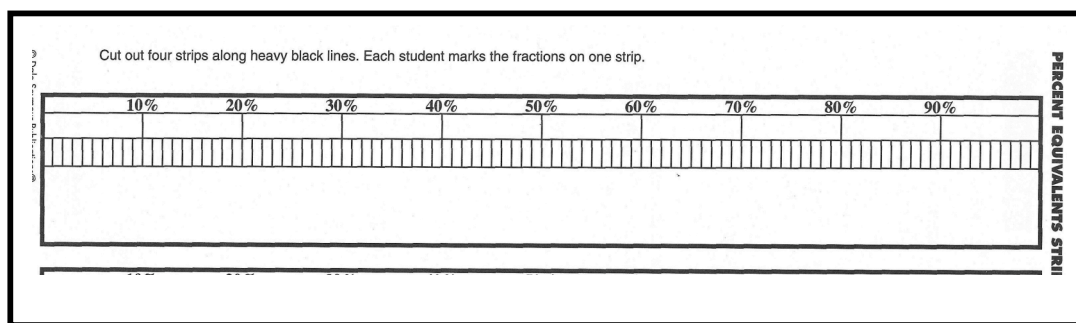 Cut out four strips along heavy black lines. Each student marks the fractions on one strip.
10% 20% 30% 40% 50% 60% 70% 80% 90%
PERCENT EQUIVALENTS